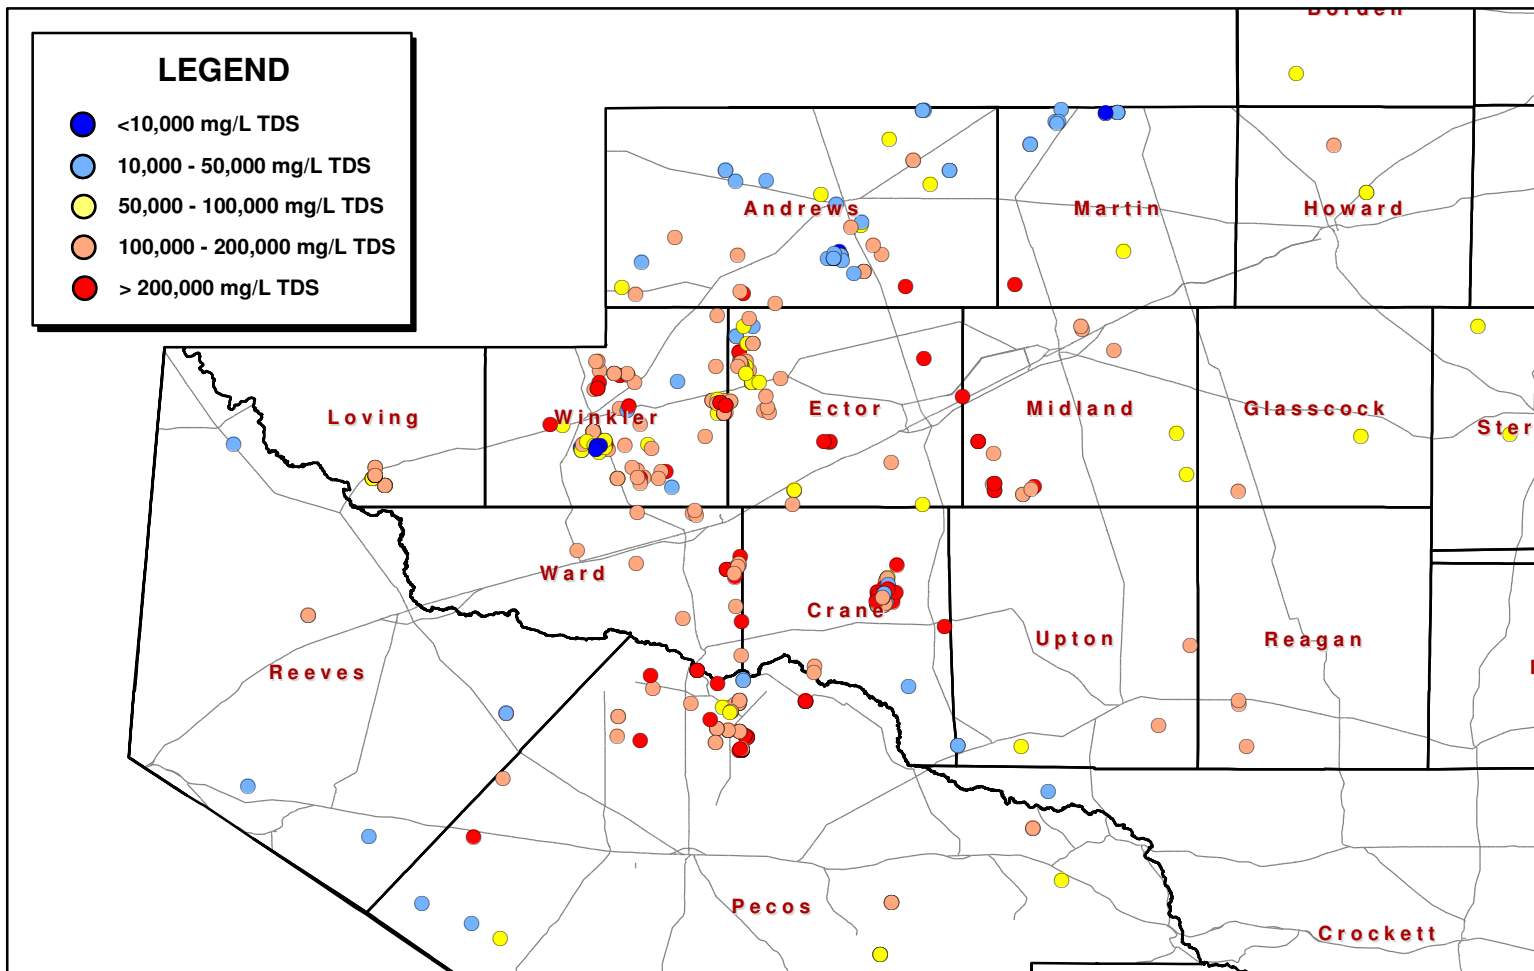 Borden
LEGEND
<10,000 mg/L TDS
10,000 - 50,000 mg/L TDS
50,000 - 100,000 mg/L TDS
100,000 - 200,000 mg/L TDS
> 200,000 mg/L TDS
Andrews
Martin
Howard
Loving
Winkler
Ector
Midland
Glasscock
Ster
Ward
Crane
Upton
Reagan
Reeves
Pecos
Crockett